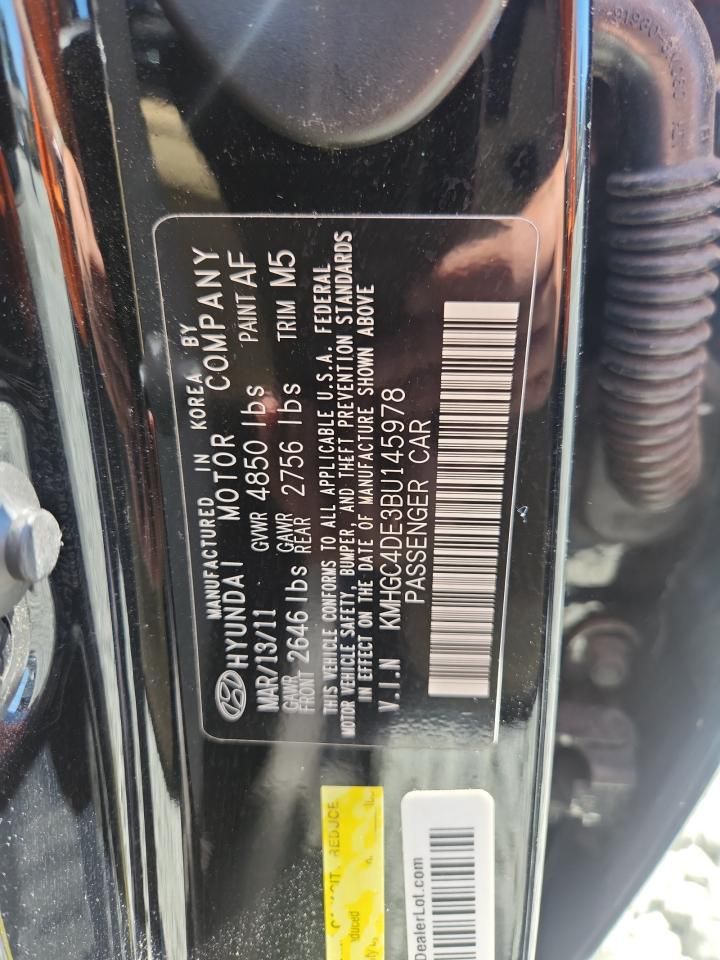 MANUFACTURED IN KOREA BY
HYUNDAI MOTOR COMPANY
MAR/13/11 GVWR 4850 lbs PAINT AF
GAWR FRONT 2646 lbs GAWR REAR 2756 lbs TRIM M5
THIS VEHICLE CONFORMS TO ALL APPLICABLE U.S.A. FEDERAL
MOTOR VEHICLE SAFETY, BUMPER, AND THEFT PREVENTION STANDARDS
IN EFFECT ON THE DATE OF MANUFACTURE SHOWN ABOVE
V.I.N KMHGC4DE3BU145978
PASSENGER CAR
REDUCE
DealerLot.com